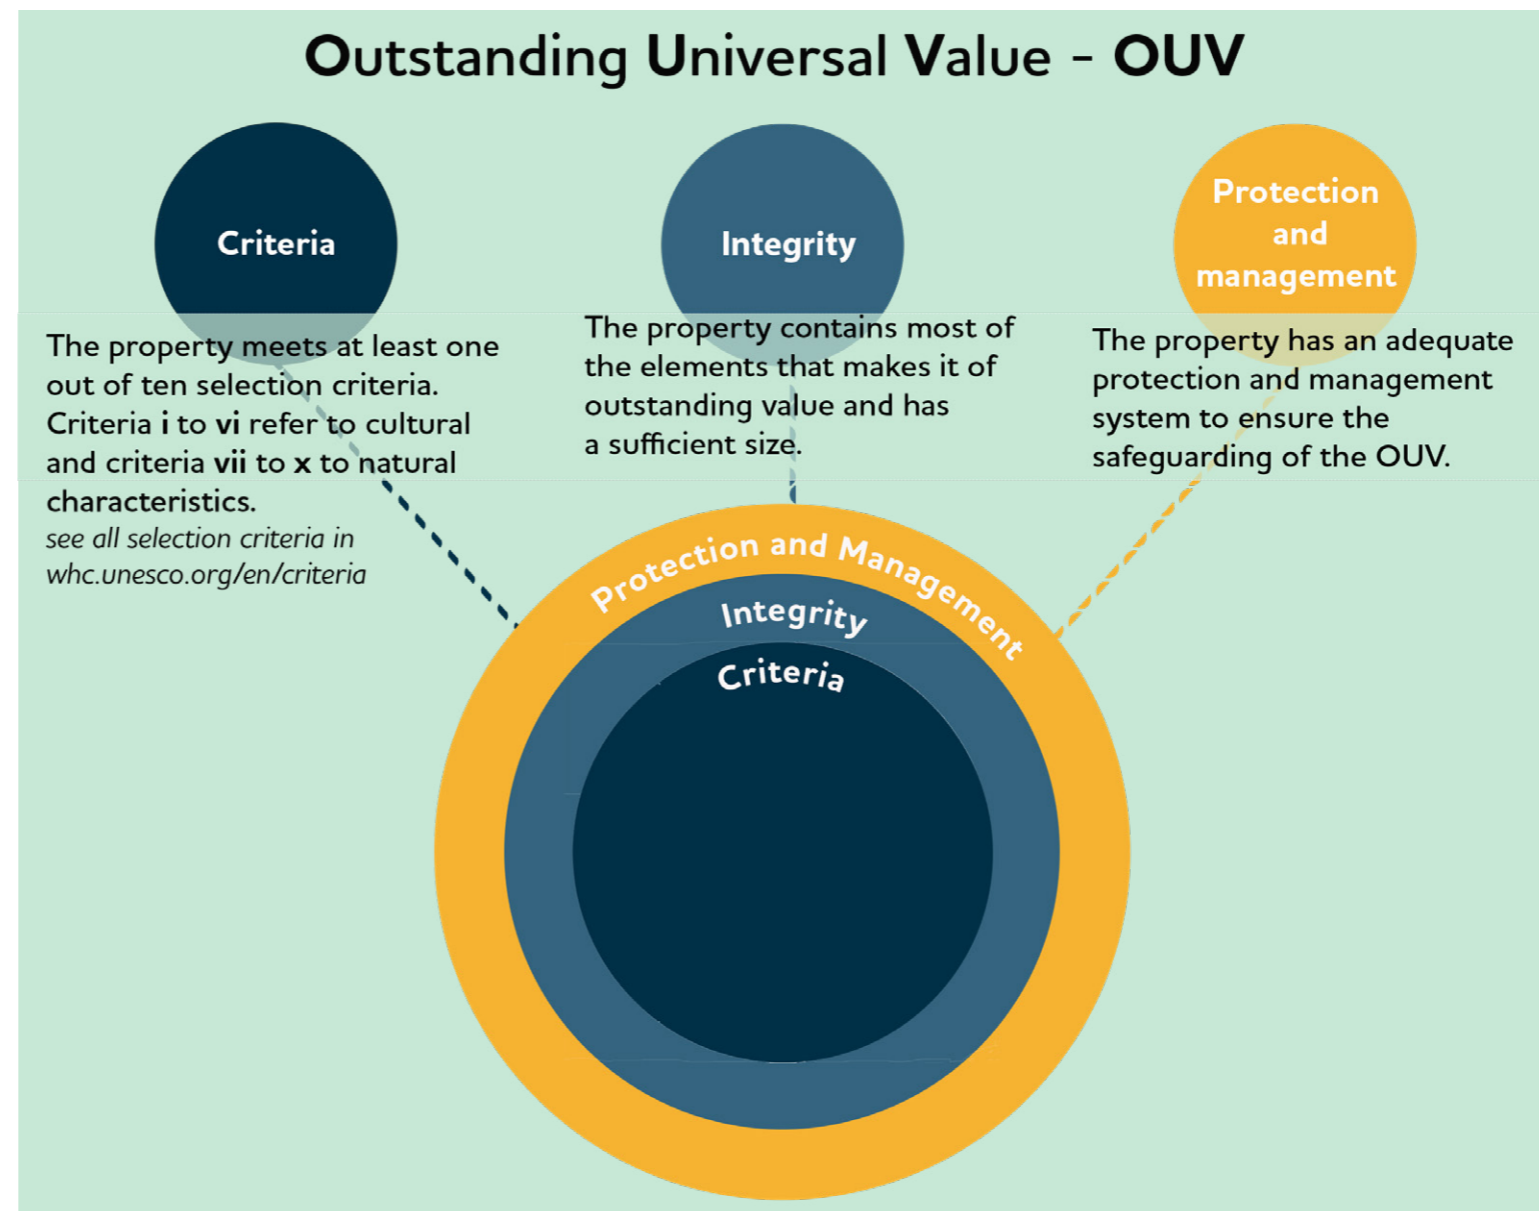 Outstanding Universal Value - OUV
Criteria
The property meets at least one
out of ten selection criteria.
Criteria i to vi refer to cultural
and criteria vii to x to natural
characteristics.
see all selection criteria in
whc.unesco.org/en/criteria
Integrity
The property contains most of
the elements that makes it of
outstanding value and has
a sufficient size.
Protection
and
management
The property has an adequate
protection and management
system to ensure the
safeguarding of the OUV.
Protection and Management
Integrity
Criteria